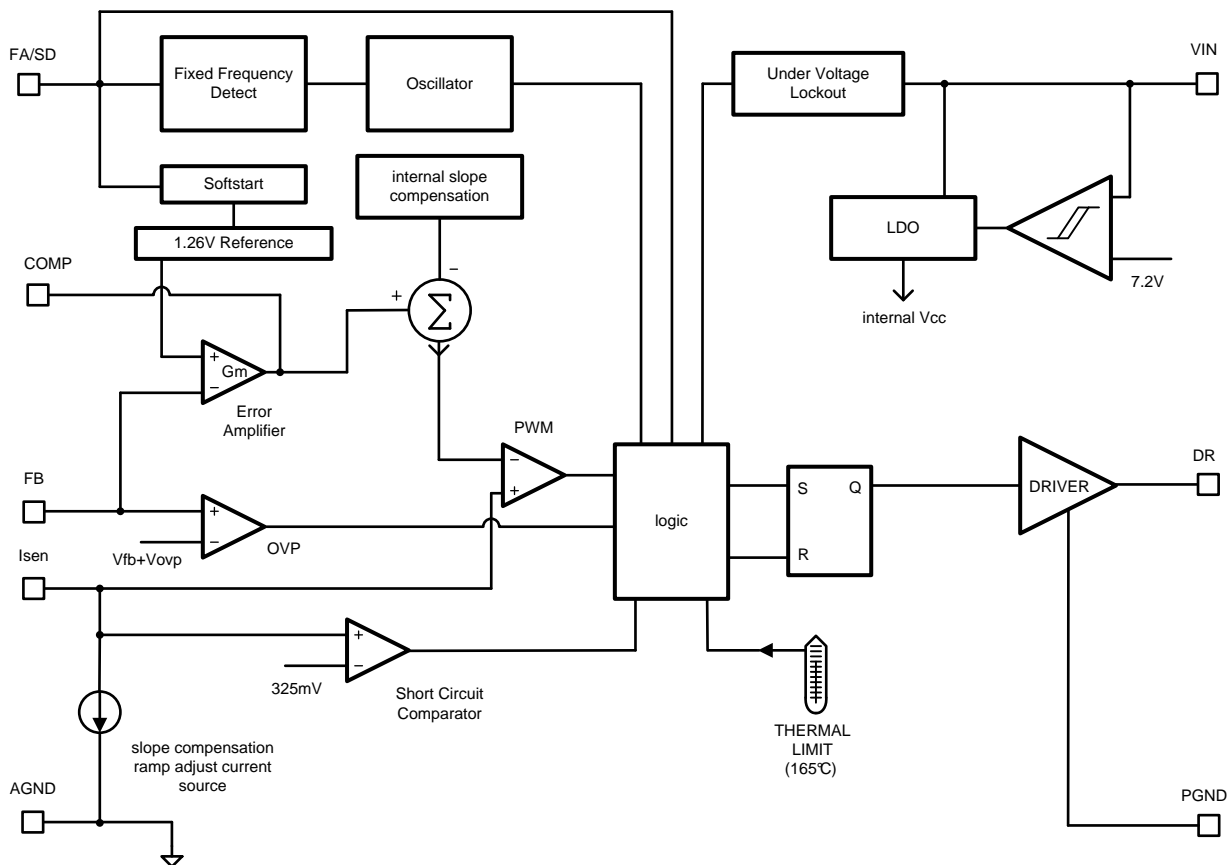 FA/SD
Fixed Frequency
Detect
Oscillator
Under Voltage
Lockout
VIN
Softstart
internal slope
compensation
1.26V Reference
LDO
COMP
7.2V
internal Vcc
−
+
Σ
+
Gm
−
Error
Amplifier
PWM
−
+
FB
+
−
OVP
Vfb+Vovp
logic
S
Q
R
DRIVER
DR
Isen
+
−
325mV
Short Circuit
Comparator
THERMAL
LIMIT
(165°C)
slope compensation
ramp adjust current
source
AGND
PGND